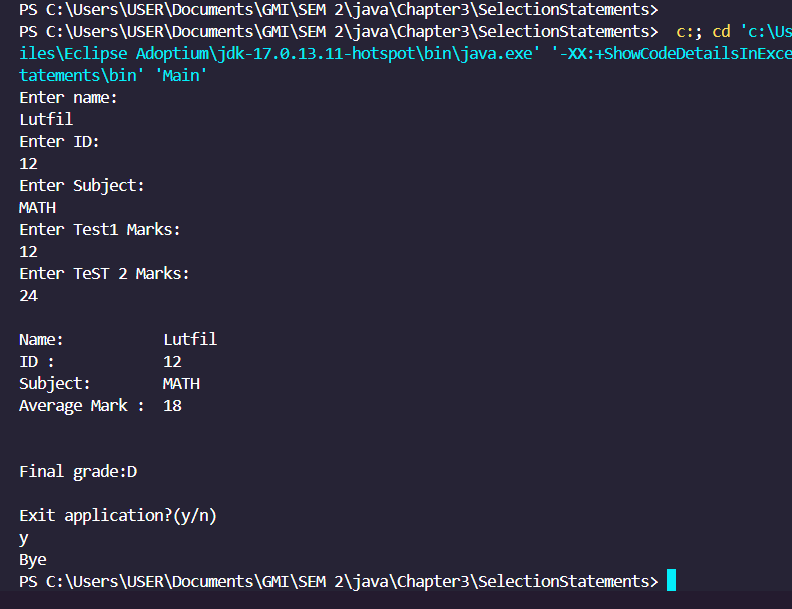 PS C:\Users\USER\Documents\GMI\SEM 2\java\Chapter3\SelectionStatements>
PS C:\Users\USER\Documents\GMI\SEM 2\java\Chapter3\SelectionStatements>  c:; cd 'c:\Us
iles\Eclipse Adoptium\jdk-17.0.13.11-hotspot\bin\java.exe' '-XX:+ShowCodeDetailsInExce
tatements\bin' 'Main'
Enter name:
Lutfil
Enter ID:
12
Enter Subject:
MATH
Enter Test1 Marks:
12
Enter TeST 2 Marks:
24
Name:           Lutfil
ID :            12
Subject:        MATH
Average Mark :  18
Final grade:D
Exit application?(y/n)
y
Bye
PS C:\Users\USER\Documents\GMI\SEM 2\java\Chapter3\SelectionStatements>